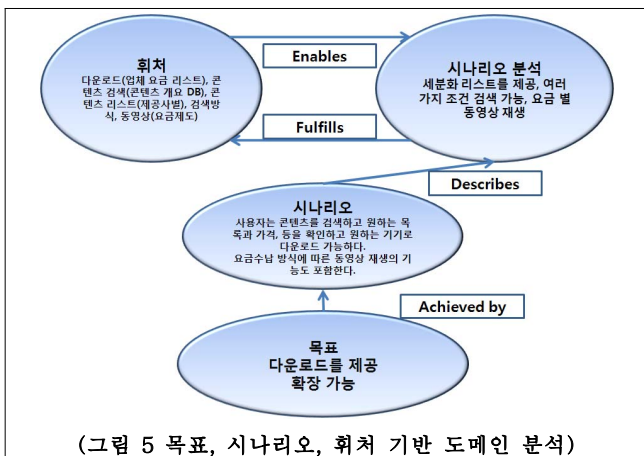 휘처
다운로드(업체 요금 리스트), 콘
텐츠 검색(콘텐츠 개요 DB), 콘
텐츠 리스트(제공사별), 검색방
식, 동영상(요금제도)
Enables
Fulfills
시나리오 분석
세분화 리스트를 제공, 여러
가지 조건 검색 가능, 요금 별
동영상 재생
Describes
시나리오
사용자는 콘텐츠를 검색하고 원하는 목
록과 가격, 등을 확인하고 원하는 기기로
다운로드 가능하다.
요금수납 방식에 따른 동영상 재생의 기
능도 포함한다.
Achieved by
목표
다운로드를 제공
확장 가능
(그림 5 목표, 시나리오, 휘처 기반 도메인 분석)